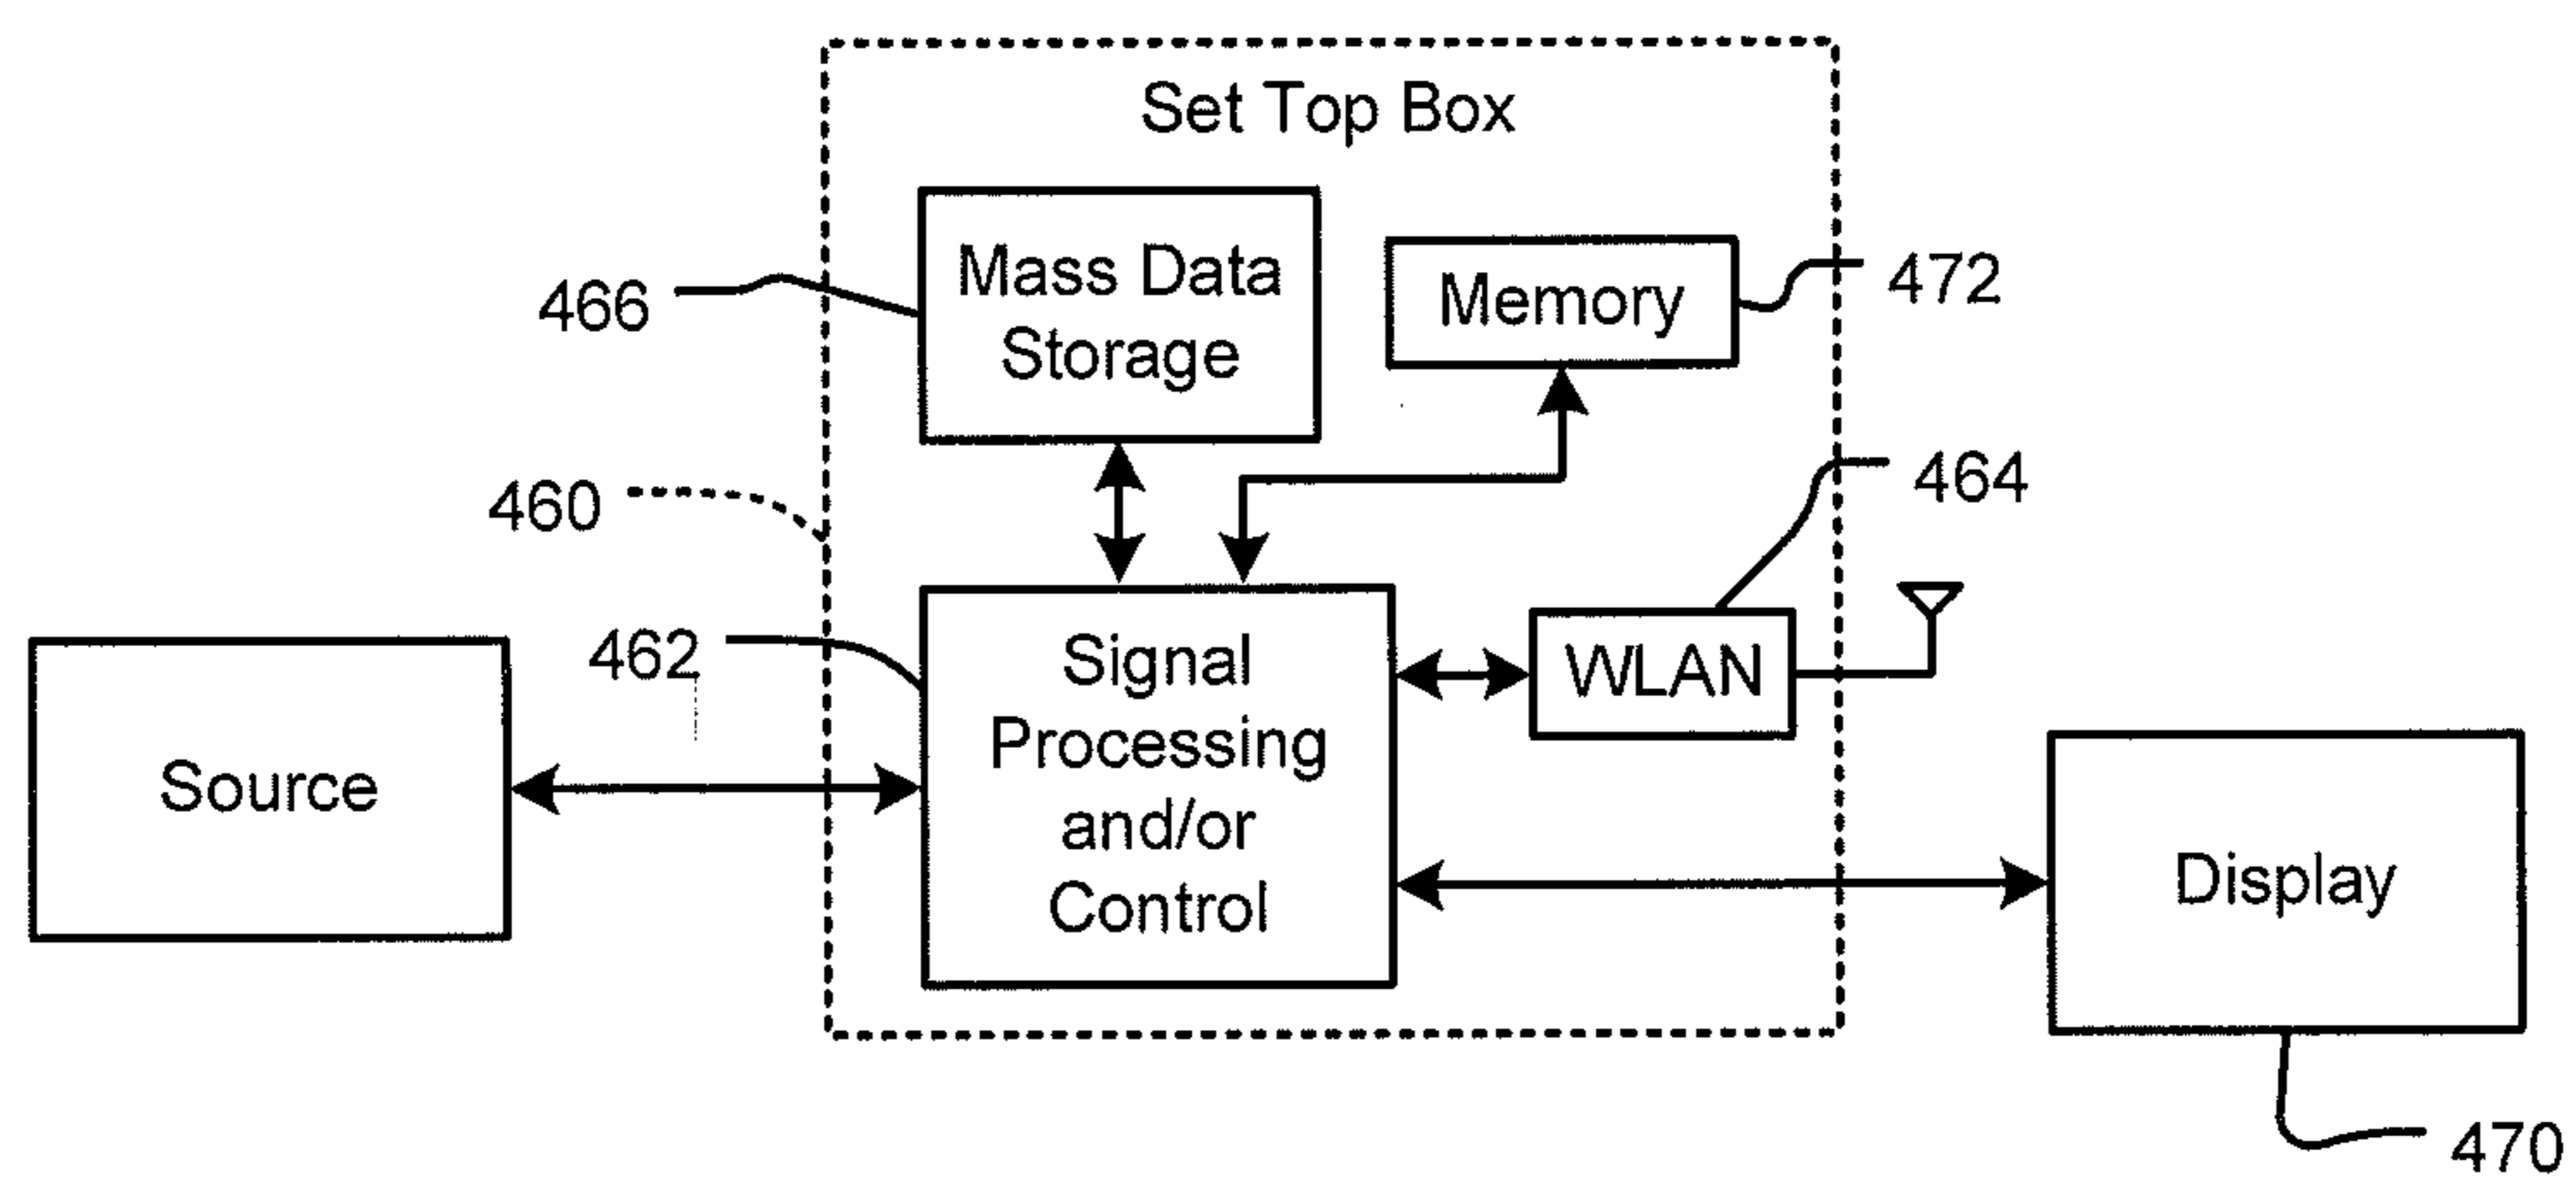 Set Top Box
Mass Data
Storage
466
Memory
472
460
464
462
Signal
Processing
and/or
Control
WLAN
Source
Display
470